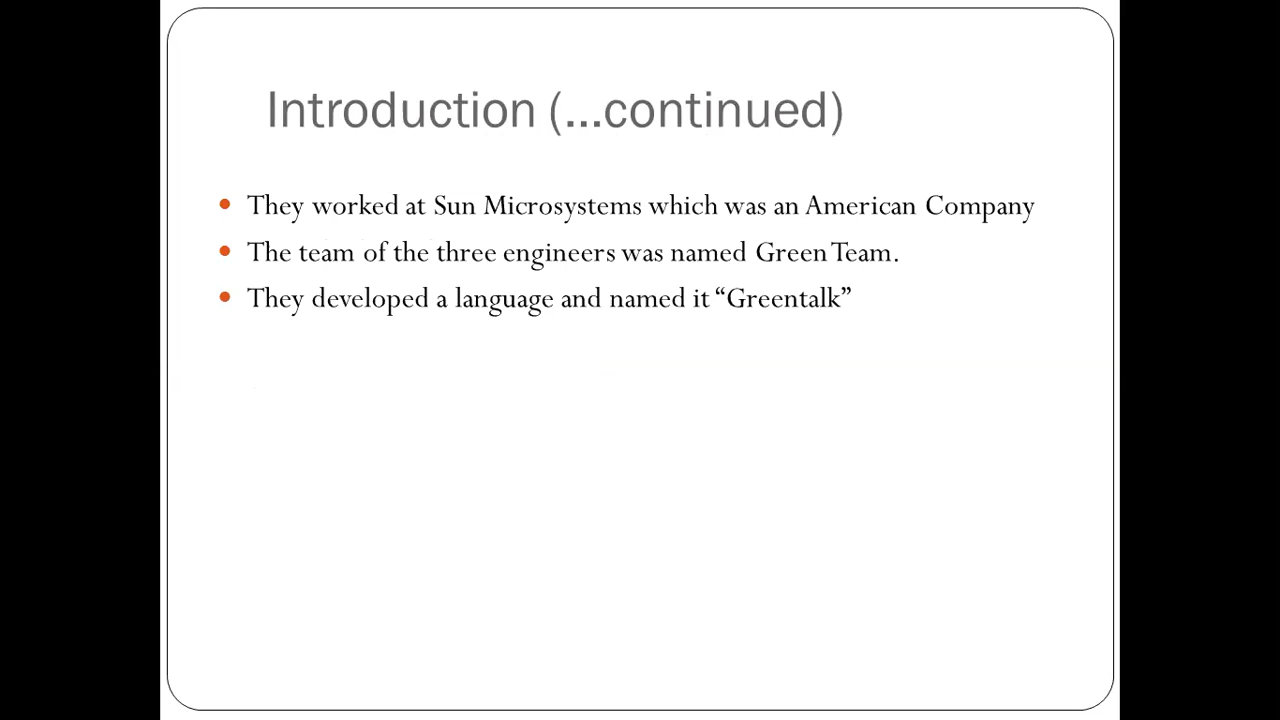 Introduction (...continued)
They worked at Sun Microsystems which was an American Company
The team of the three engineers was named Green Team.
They developed a language and named it “Greentalk”